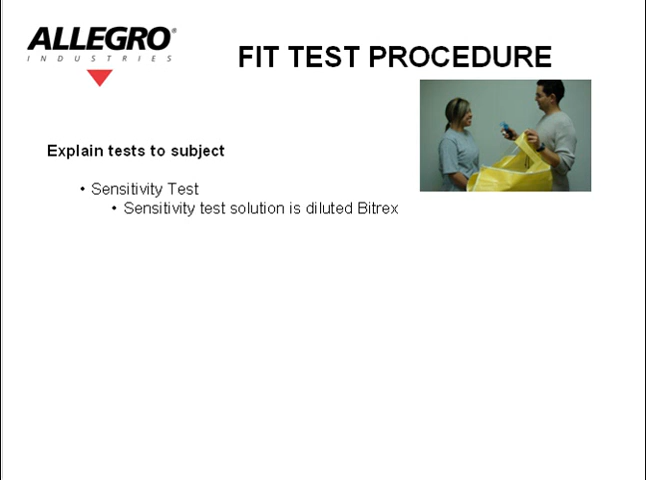 ALLEGRO®
INDUSTRIES
FIT TEST PROCEDURE
Explain tests to subject
• Sensitivity Test
• Sensitivity test solution is diluted Bitrex